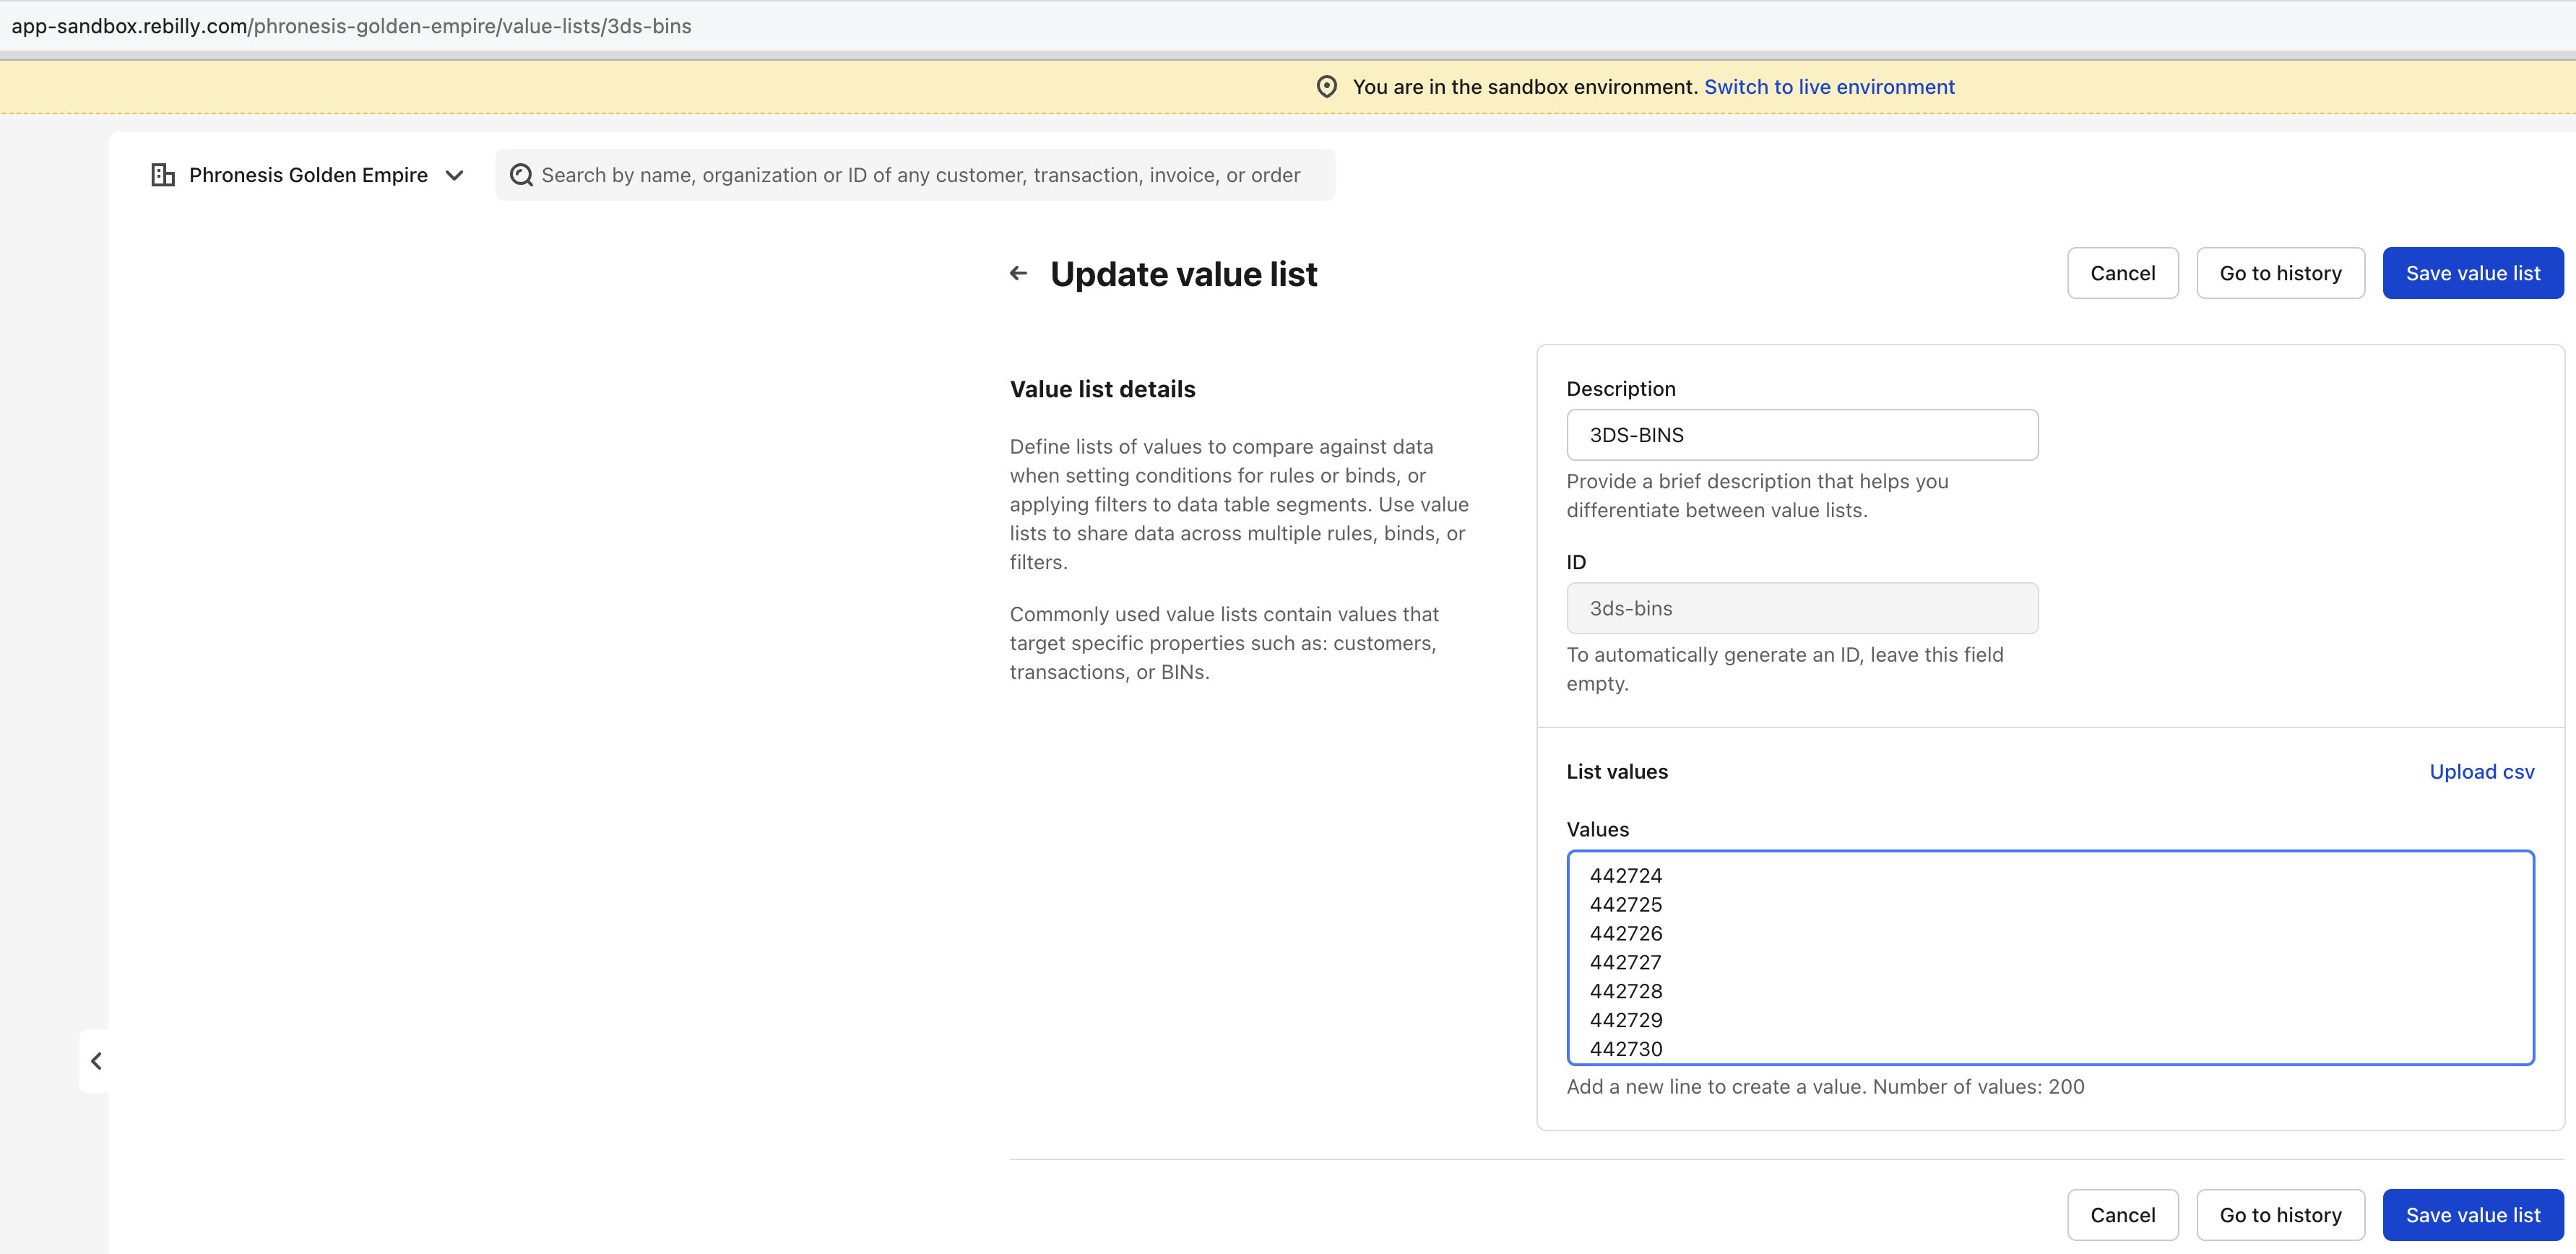 app-sandbox.rebilly.com/phronesis-golden-empire/value-lists/3ds-bins
You are in the sandbox environment. Switch to live environment
Phronesis Golden Empire
Search by name, organization or ID of any customer, transaction, invoice, or order
Update value list
Cancel
Go to history
Save value list
Value list details
Define lists of values to compare against data
when setting conditions for rules or binds, or
applying filters to data table segments. Use value
lists to share data across multiple rules, binds, or
filters.
Commonly used value lists contain values that
target specific properties such as: customers,
transactions, or BINs.
Description
3DS-BINS
Provide a brief description that helps you
differentiate between value lists.
ID
3ds-bins
To automatically generate an ID, leave this field
empty.
List values
Upload csv
Values
442724
442725
442726
442727
442728
442729
442730
Add a new line to create a value. Number of values: 200
Cancel
Go to history
Save value list